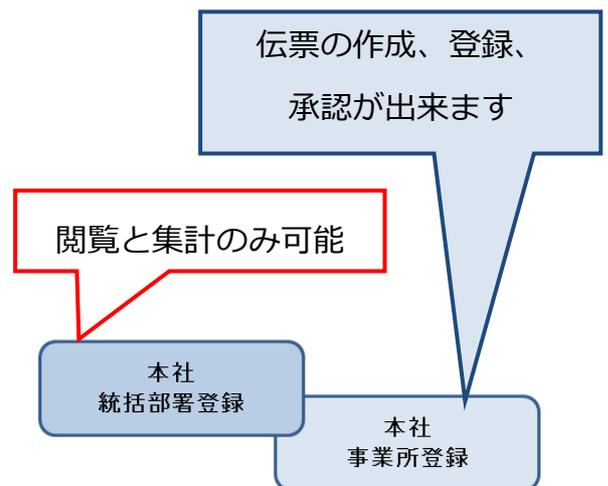 伝票の作成、登録、
承認が出来ます
閲覧と集計のみ可能
本社
統括部署登録
本社
事業所登録